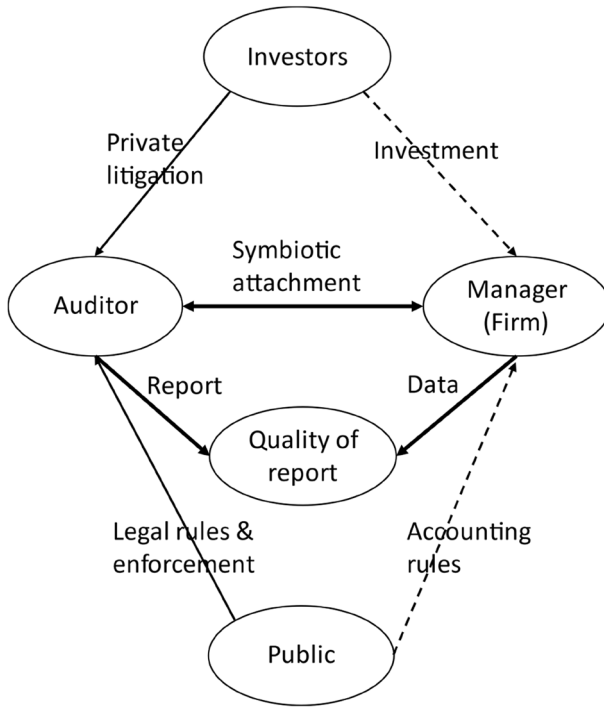 Investors
Private
litigation
Investment
Symbiotic
attachment
Auditor
Manager
(Firm)
Report
Data
Quality of
report
Legal rules &
enforcement
Accounting
rules
Public